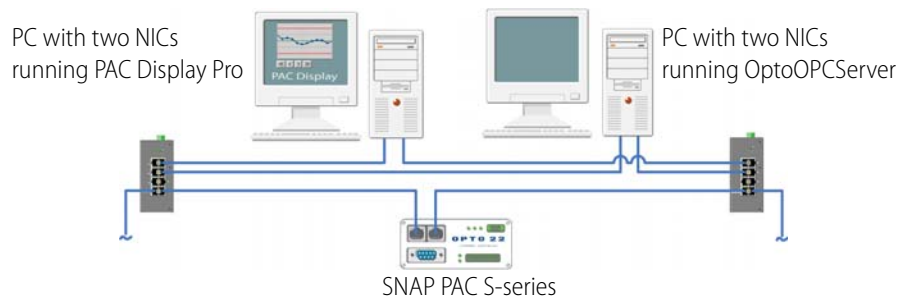 PC with two NICs
running PAC Display Pro
PC with two NICs
running OptoOPCServer
PAC Display
OPTO 22
SNAP PAC S-series